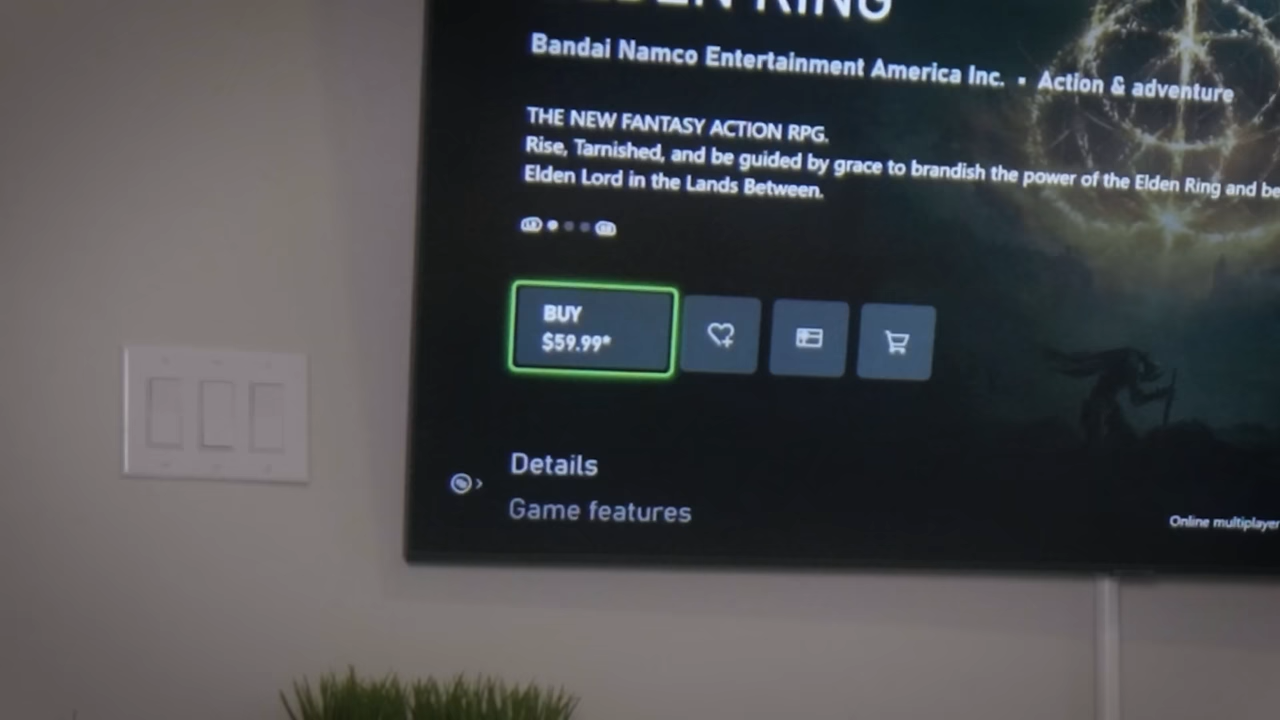 ELDEN RING
Bandai Namco Entertainment America Inc. ▪ Action & adventure
THE NEW FANTASY ACTION RPG.
Rise, Tarnished, and be guided by grace to brandish the power of the Elden Ring and be
Elden Lord in the Lands Between.
BUY
$59.99*
Details
Game features
Online multiplayer